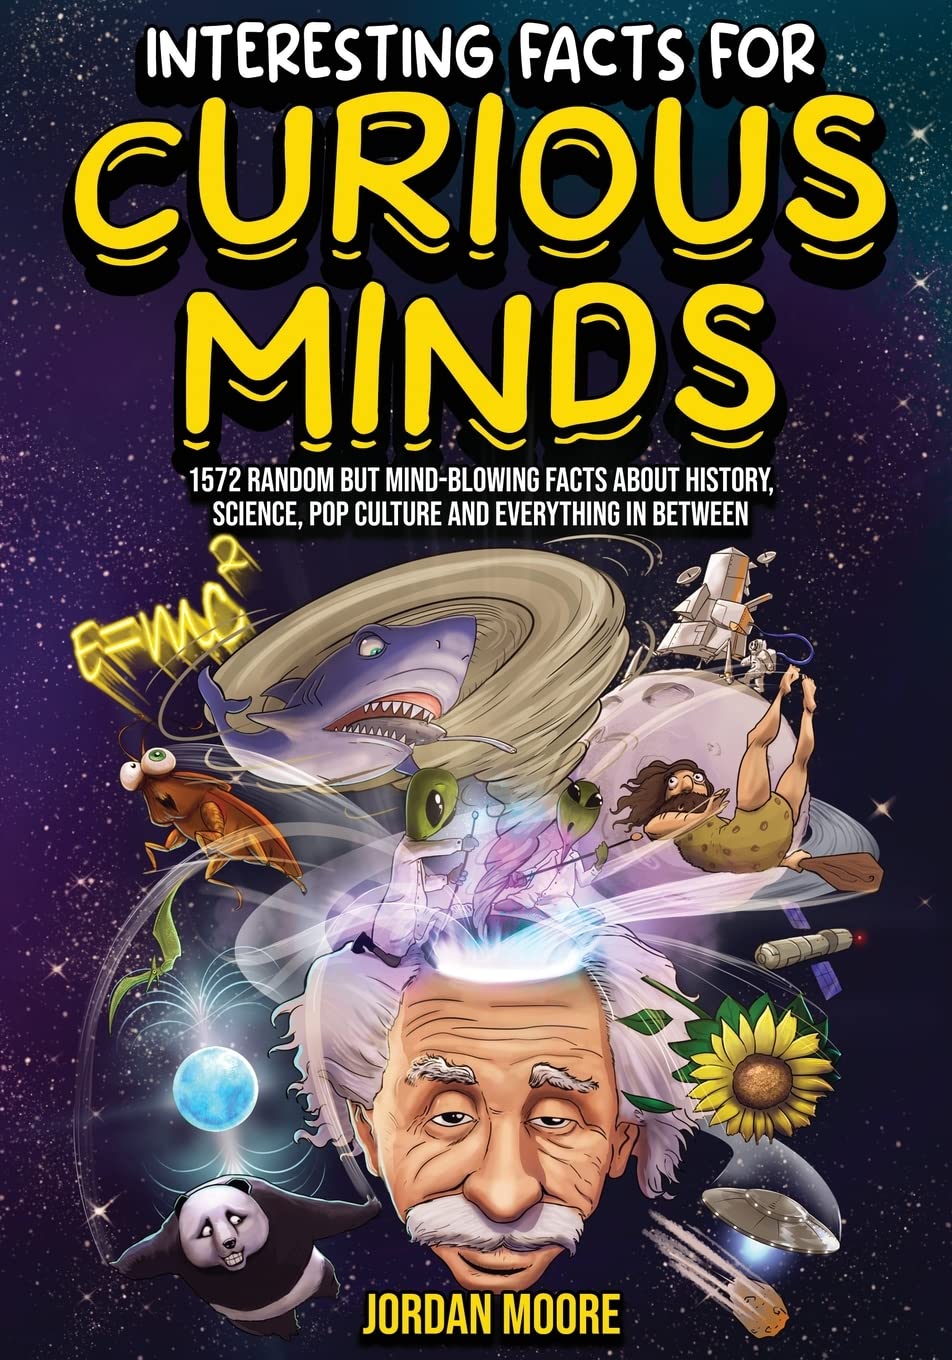 INTERESTING FACTS FOR
CURIOUS
MINDS
1572 RANDOM BUT MIND-BLOWING FACTS ABOUT HISTORY,
SCIENCE, POP CULTURE AND EVERYTHING IN BETWEEN
E=mc²
JORDAN MOORE